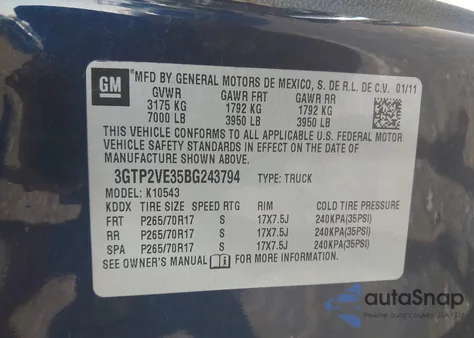 GM
MFD BY GENERAL MOTORS DE MEXICO, S. DE R.L. DE C.V. 01/11
GVWR GAWR FRT GAWR RR
3175 KG 1792 KG 1792 KG
7000 LB 3950 LB 3950 LB
THIS VEHICLE CONFORMS TO ALL APPLICABLE U.S. FEDERAL MOTOR
VEHICLE SAFETY STANDARDS IN EFFECT ON THE DATE OF
MANUFACTURE SHOWN ABOVE.
3GTP2VE35BG243794 TYPE: TRUCK
MODEL: K10543
KDDX TIRE SIZE SPEED RTG RIM COLD TIRE PRESSURE
FRT P265/70R17 S 17X7.5J 240KPA(35PSI)
RR P265/70R17 S 17X7.5J 240KPA(35PSI)
SPA P265/70R17 S 17X7.5J 240KPA(35PSI)
SEE OWNER'S MANUAL FOR MORE INFORMATION.
autoSnap